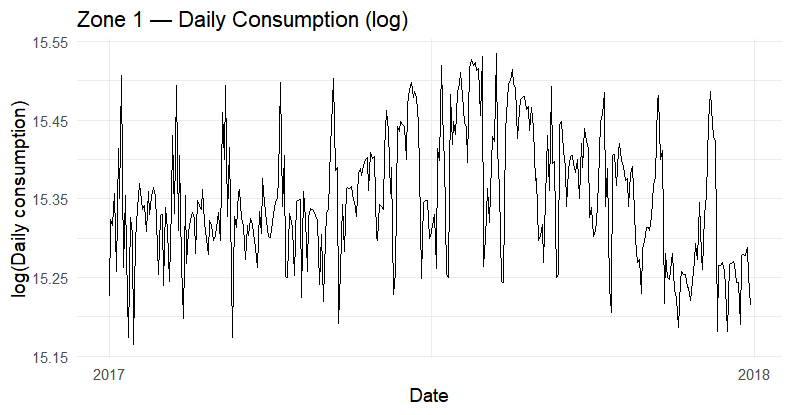 Zone 1 — Daily Consumption (log)
15.55
15.45
15.35
15.25
15.15
log(Daily consumption)
2017
2018
Date